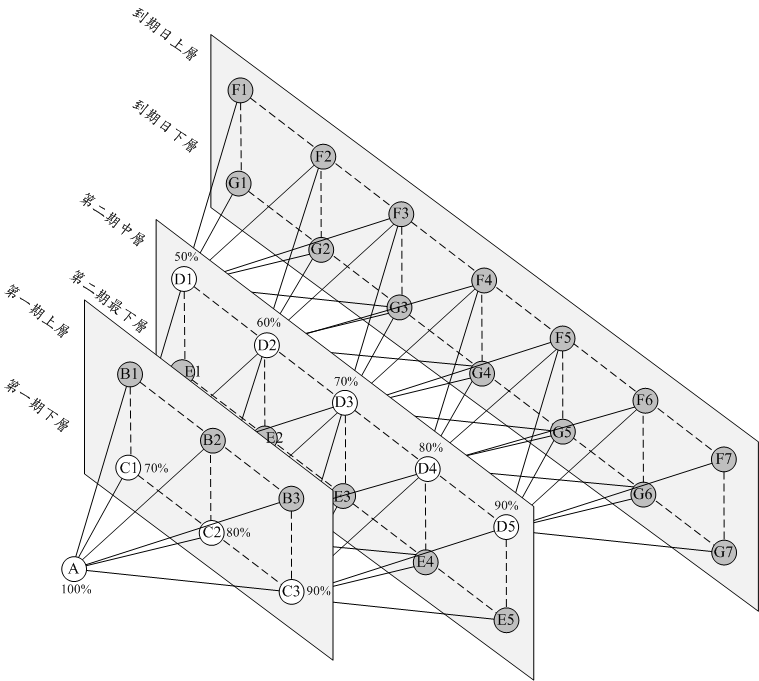 到期日上層
到期日下層
第二期中層
第二期最下層
第一期上層
第一期下層
F1
G1
F2
G2
F3
G3
F4
G4
F5
G5
F6
G6
F7
G7
50%
D1
E1
60%
D2
E2
70%
D3
E3
80%
D4
E4
90%
D5
E5
B1
C1 70%
B2
C2 80%
B3
C3 90%
A
100%